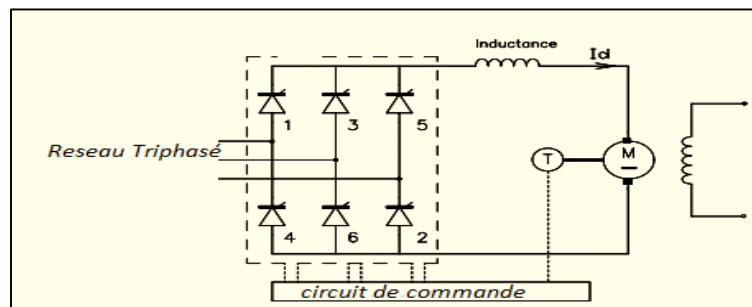 Inductance
Id
1 3 5
Reseau Triphasé
T M
4 6 2
circuit de commande